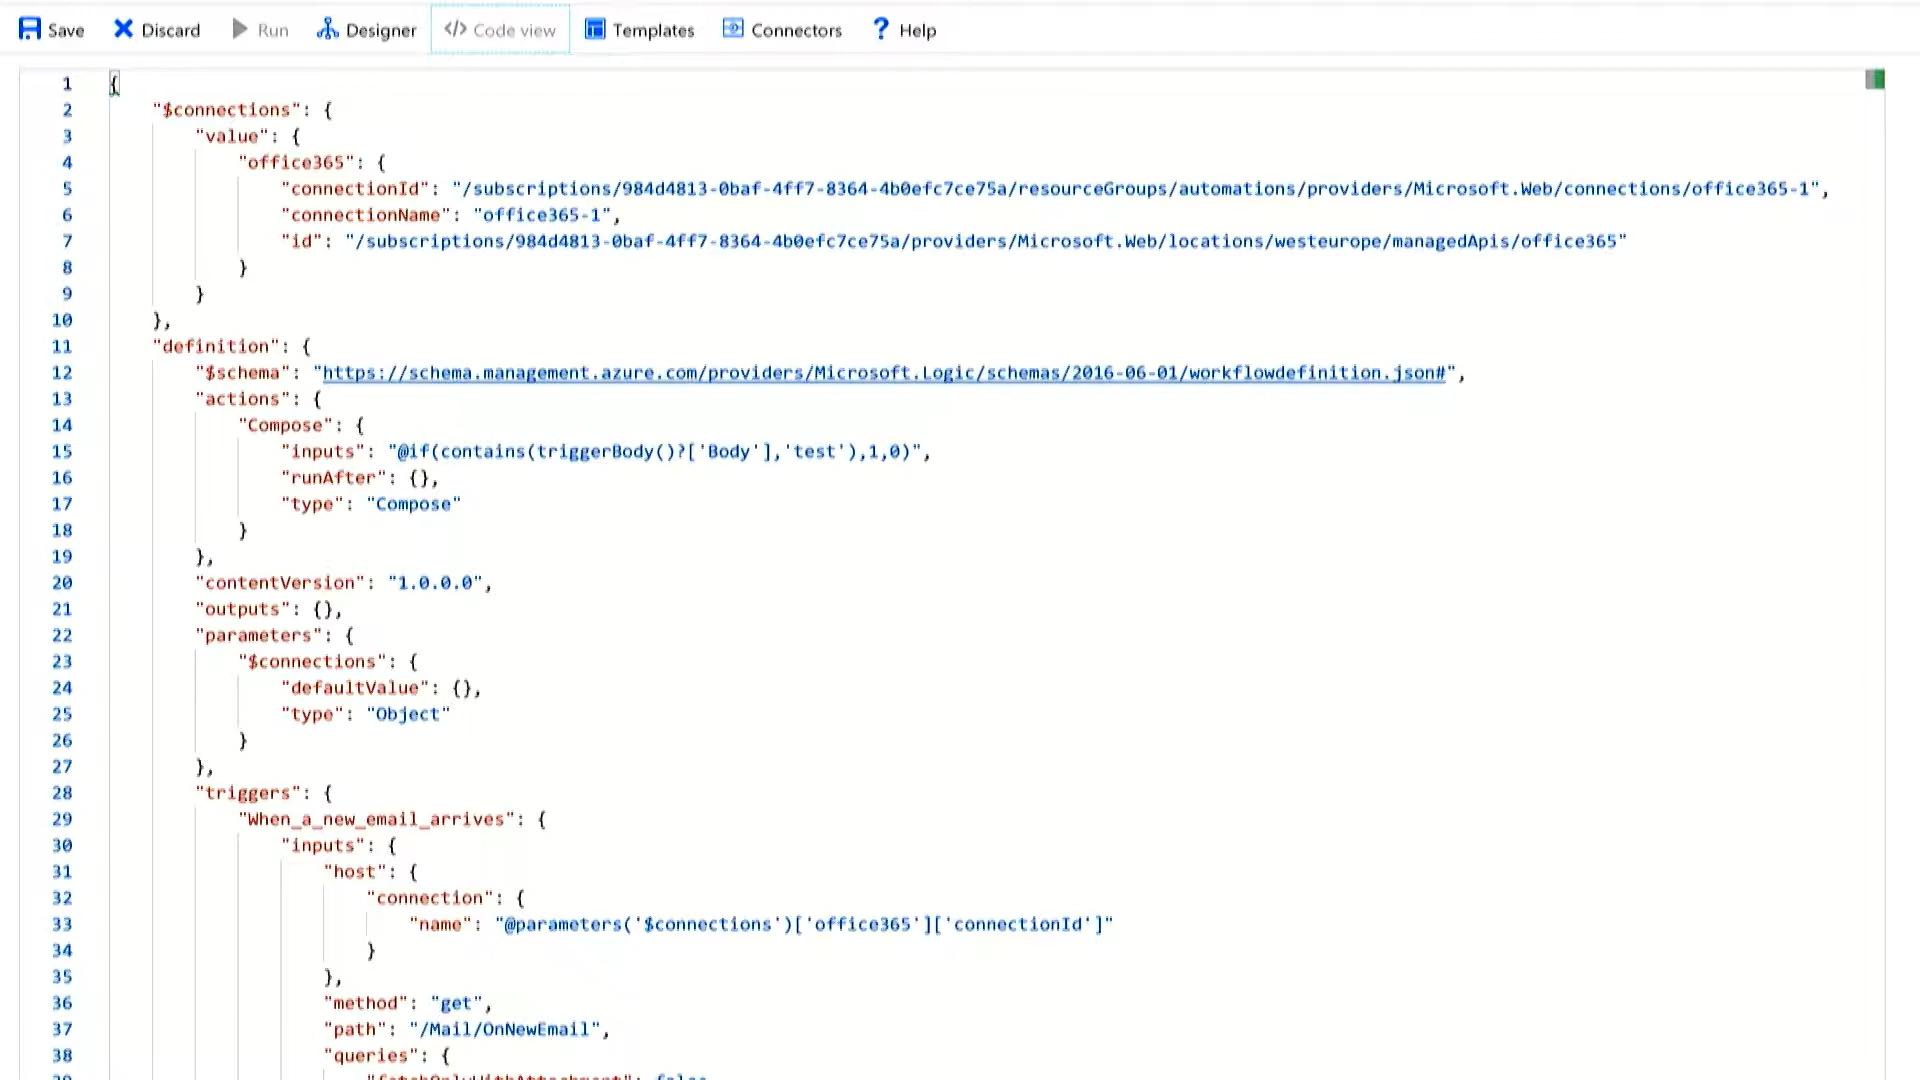 Save Discard Run Designer </> Code view Templates Connectors ? Help
1 {
2 "$connections": {
3 "value": {
4 "office365": {
5 "connectionId": "/subscriptions/984d4813-0baf-4ff7-8364-4b0efc7ce75a/resourceGroups/automations/providers/Microsoft.Web/connections/office365-1",
6 "connectionName": "office365-1",
7 "id": "/subscriptions/984d4813-0baf-4ff7-8364-4b0efc7ce75a/providers/Microsoft.Web/locations/westeurope/managedApis/office365"
8 }
9 }
10 },
11 "definition": {
12 "$schema": "https://schema.management.azure.com/providers/Microsoft.Logic/schemas/2016-06-01/workflowdefinition.json#",
13 "actions": {
14 "Compose": {
15 "inputs": "@if(contains(triggerBody()?['Body'],'test'),1,0)",
16 "runAfter": {},
17 "type": "Compose"
18 }
19 },
20 "contentVersion": "1.0.0.0",
21 "outputs": {},
22 "parameters": {
23 "$connections": {
24 "defaultValue": {},
25 "type": "Object"
26 }
27 },
28 "triggers": {
29 "When_a_new_email_arrives": {
30 "inputs": {
31 "host": {
32 "connection": {
33 "name": "@parameters('$connections')['office365']['connectionId']"
34 }
35 },
36 "method": "get",
37 "path": "/Mail/OnNewEmail",
38 "queries": {